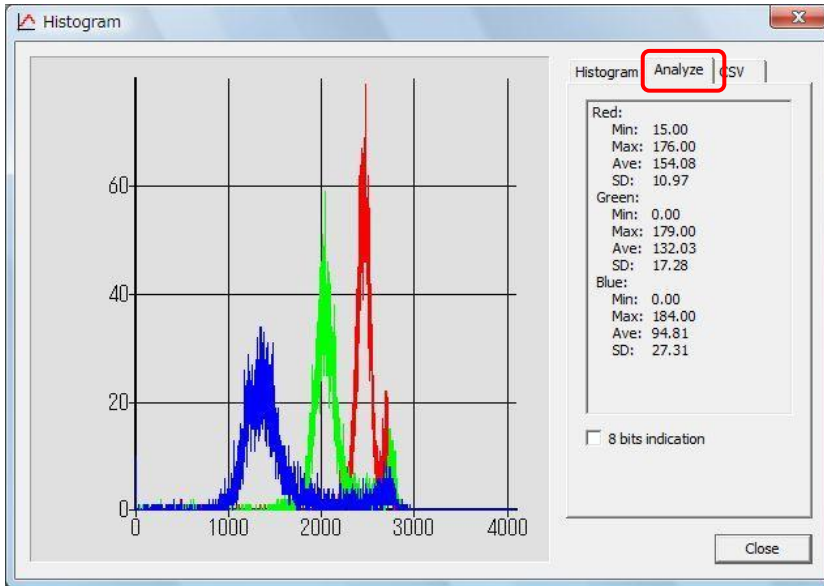 Histogram
Histogram Analyze CSV
Red:
Min: 15.00
Max: 176.00
Ave: 154.08
SD: 10.97
Green:
Min: 0.00
Max: 179.00
Ave: 132.03
SD: 17.28
Blue:
Min: 0.00
Max: 184.00
Ave: 94.81
SD: 27.31
8 bits indication
Close
60
40
20
0
0 1000 2000 3000 4000